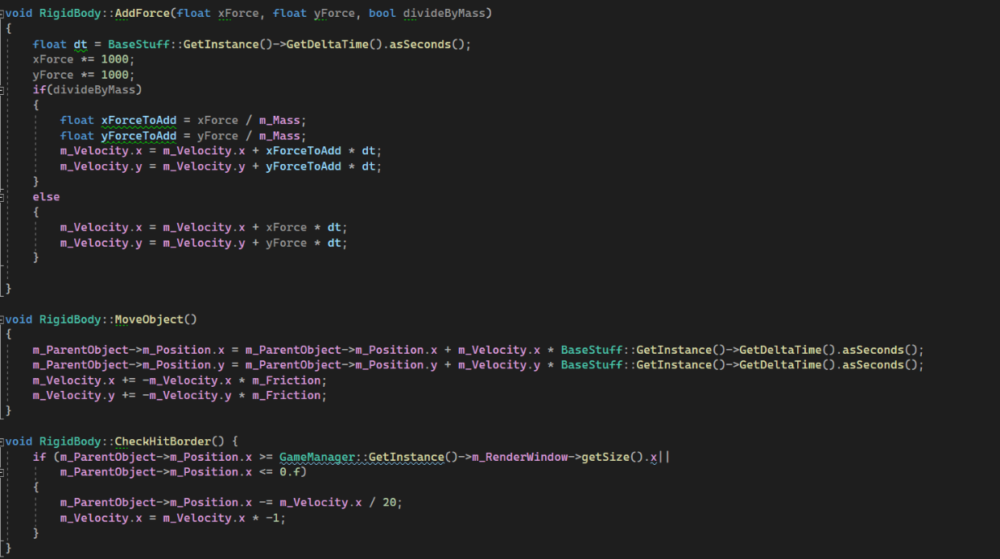 void RigidBody::AddForce(float xForce, float yForce, bool divideByMass)
{
    float dt = BaseStuff::GetInstance()->GetDeltaTime().asSeconds();
    xForce *= 1000;
    yForce *= 1000;
    if(divideByMass)
    {
        float xForceToAdd = xForce / m_Mass;
        float yForceToAdd = yForce / m_Mass;
        m_Velocity.x = m_Velocity.x + xForceToAdd * dt;
        m_Velocity.y = m_Velocity.y + yForceToAdd * dt;
    }
    else
    {
        m_Velocity.x = m_Velocity.x + xForce * dt;
        m_Velocity.y = m_Velocity.y + yForce * dt;
    }

}

void RigidBody::MoveObject()
{
    m_ParentObject->m_Position.x = m_ParentObject->m_Position.x + m_Velocity.x * BaseStuff::GetInstance()->GetDeltaTime().asSeconds();
    m_ParentObject->m_Position.y = m_ParentObject->m_Position.y + m_Velocity.y * BaseStuff::GetInstance()->GetDeltaTime().asSeconds();
    m_Velocity.x += -m_Velocity.x * m_Friction;
    m_Velocity.y += -m_Velocity.y * m_Friction;
}

void RigidBody::CheckHitBorder() {
    if (m_ParentObject->m_Position.x >= GameManager::GetInstance()->m_RenderWindow->getSize().x||
        m_ParentObject->m_Position.x <= 0.f)
    {
        m_ParentObject->m_Position.x -= m_Velocity.x / 20;
        m_Velocity.x = m_Velocity.x * -1;
    }
}